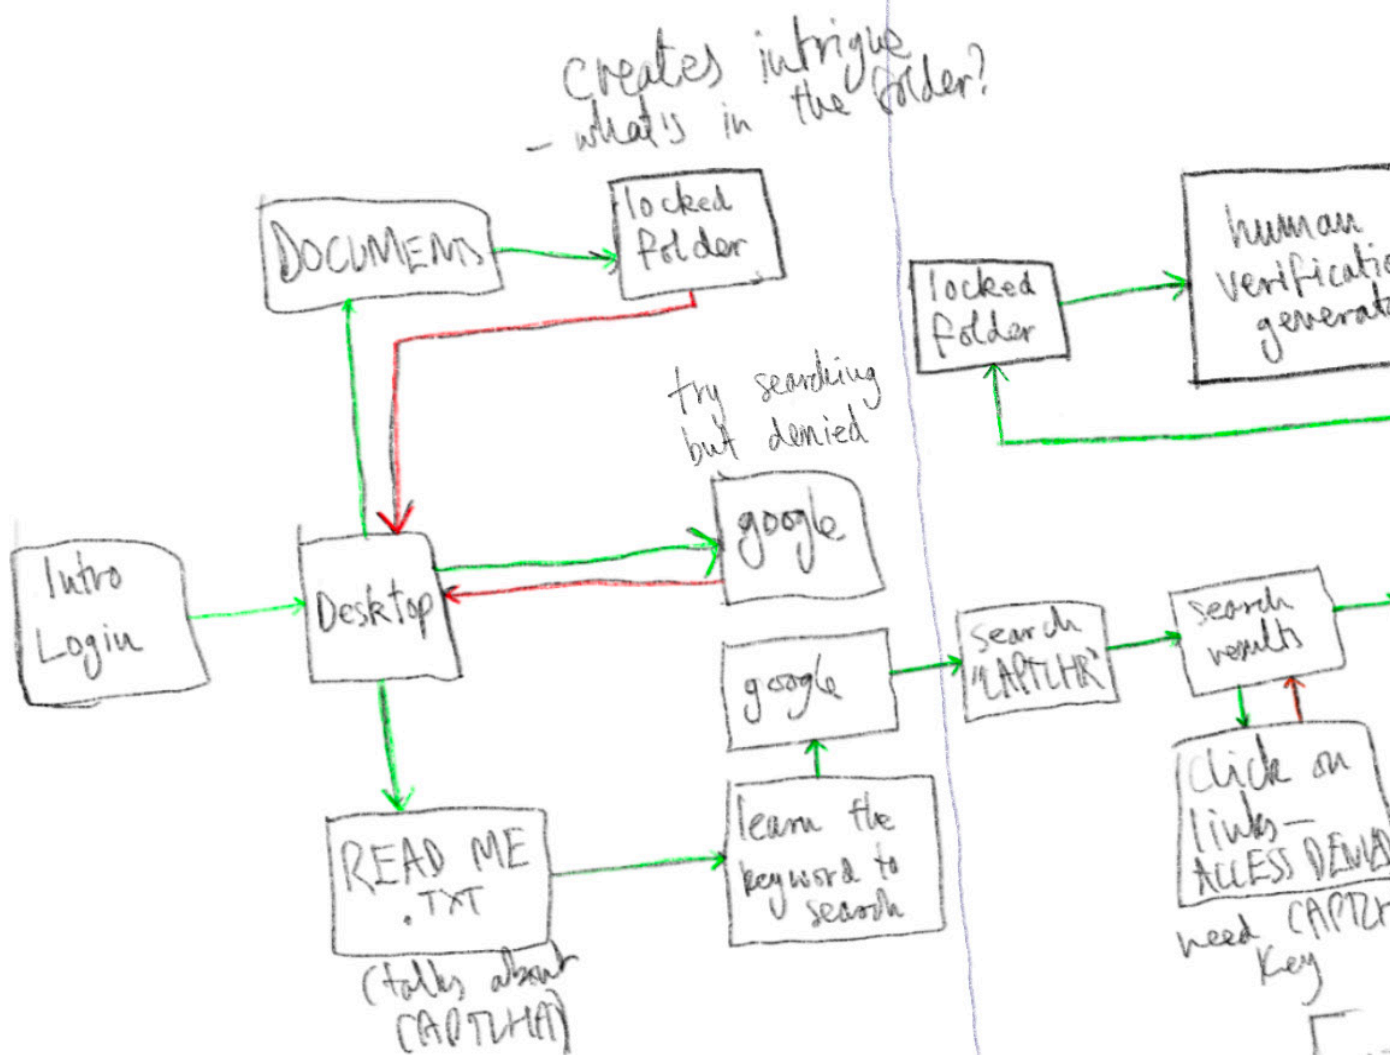 creates intrigue
- what's in the folder?
DOCUMENTS
locked
folder
locked
folder
human
verificatio
generat
try searching
but denied
google
Intro
Login
Desktop
google
search
"CAPTCHA"
search
results
READ ME
.TXT
(talks about
CAPTCHA)
learn the
keyword to
search
Click on
links—
ACCESS DENIED
need CAPTCH
key